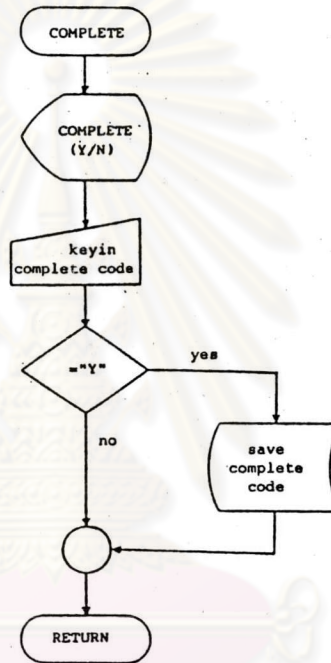 COMPLETE
COMPLETE
(Y/N)
keyin
complete code
="Y"
yes
no
save
complete
code
RETURN